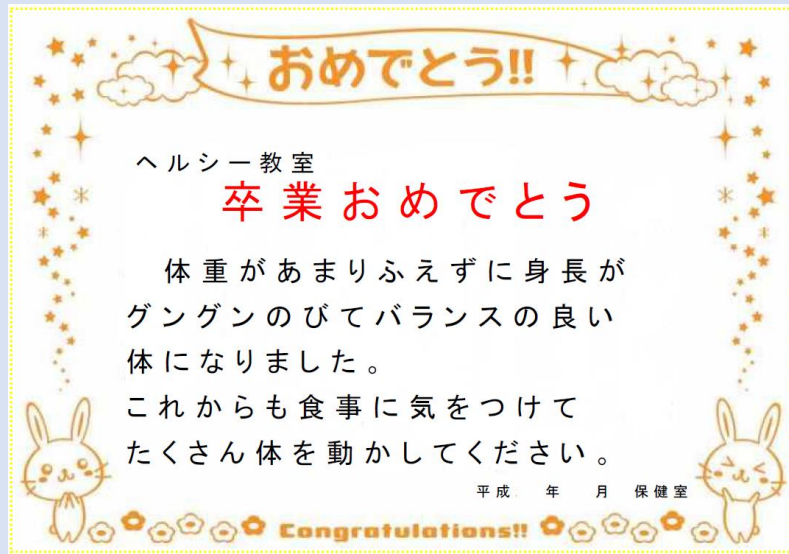 おめでとう!!
ヘルシー教室
卒業おめでとう
体重があまりふえずに身長が
グングンのびてバランスの良い
体になりました。
これからも食事に気をつけて
たくさん体を動かしてください。
平成　年　月　保健室
Congratulations!!